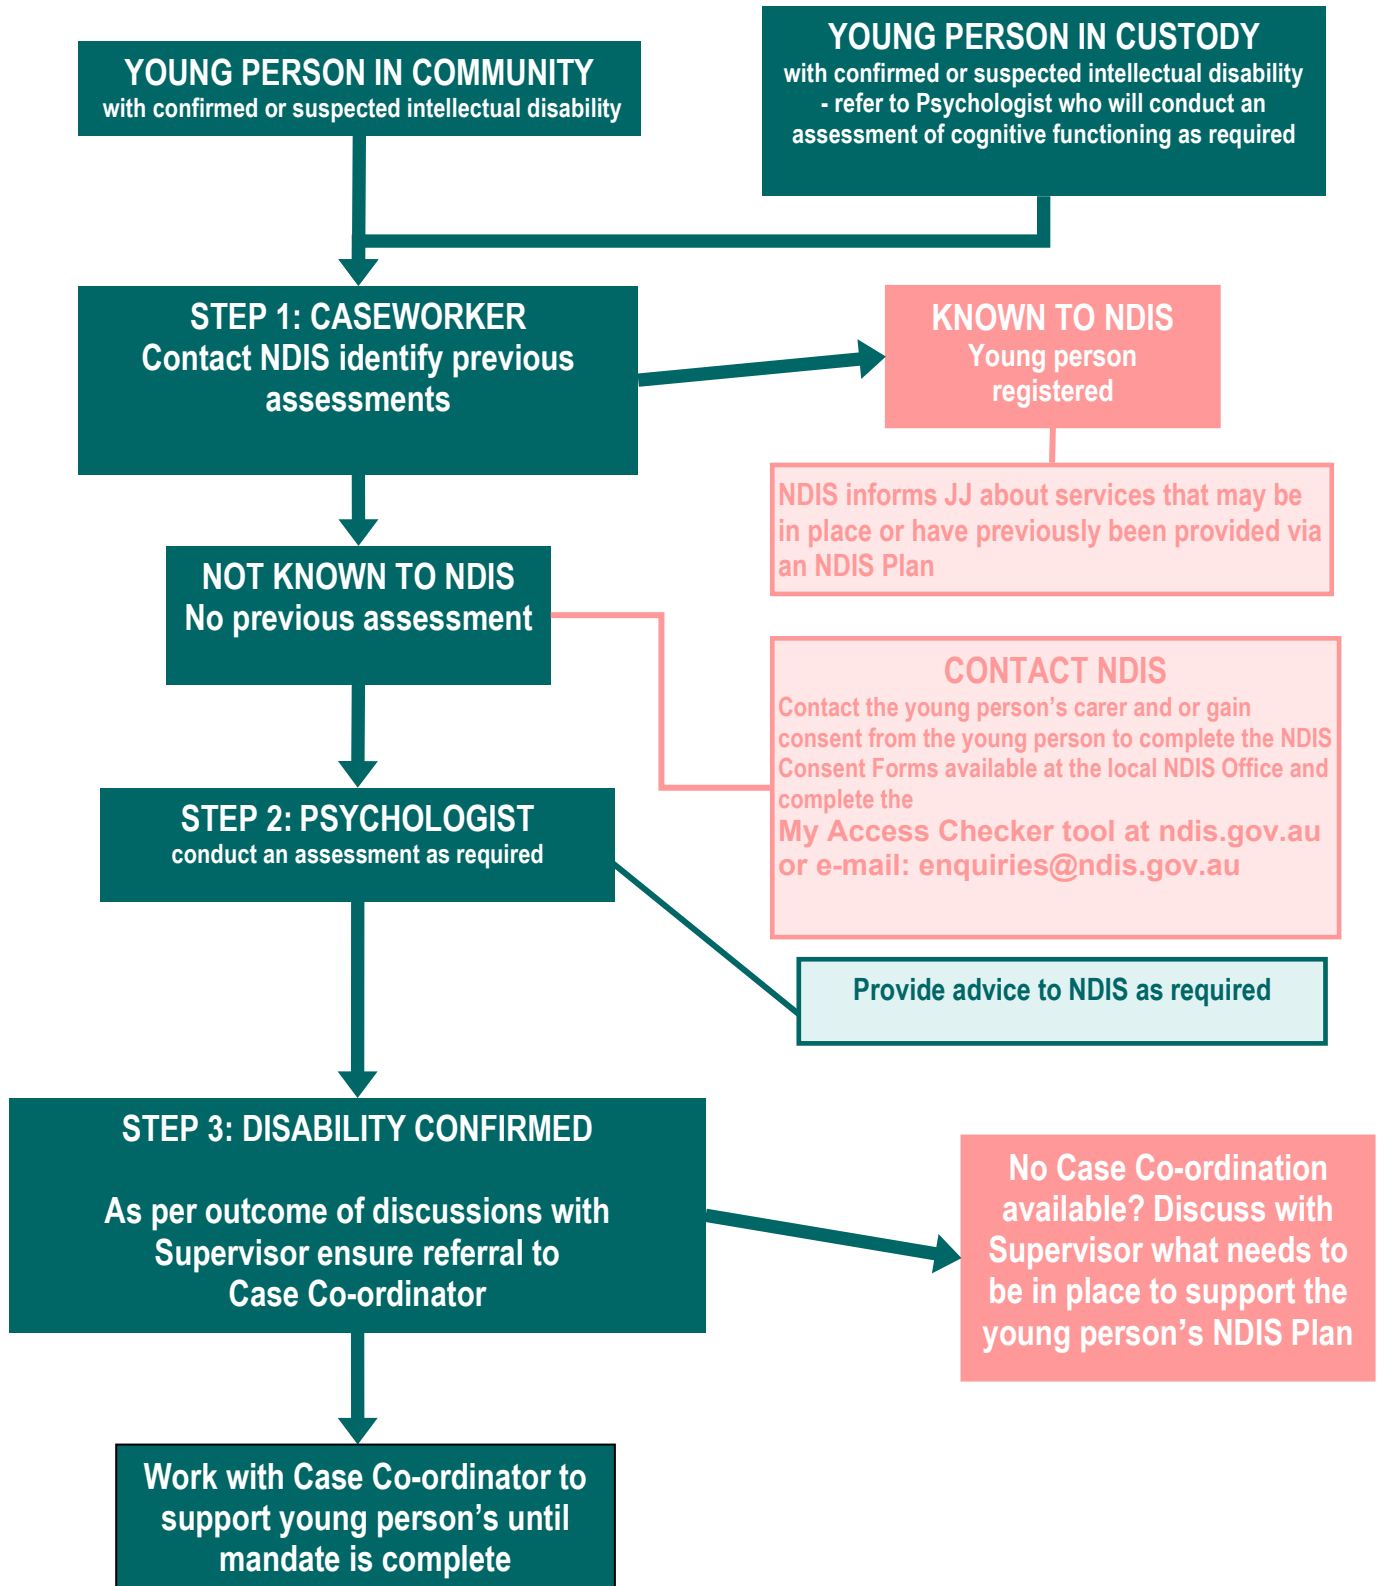 YOUNG PERSON IN COMMUNITY
with confirmed or suspected intellectual disability
YOUNG PERSON IN CUSTODY
with confirmed or suspected intellectual disability
- refer to Psychologist who will conduct an
assessment of cognitive functioning as required
STEP 1: CASEWORKER
Contact NDIS identify previous
assessments
KNOWN TO NDIS
Young person
registered
NDIS informs JJ about services that may be
in place or have previously been provided via
an NDIS Plan
NOT KNOWN TO NDIS
No previous assessment
CONTACT NDIS
Contact the young person’s carer and or gain
consent from the young person to complete the NDIS
Consent Forms available at the local NDIS Office and
complete the
My Access Checker tool at ndis.gov.au
or e-mail: enquiries@ndis.gov.au
STEP 2: PSYCHOLOGIST
conduct an assessment as required
Provide advice to NDIS as required
STEP 3: DISABILITY CONFIRMED
As per outcome of discussions with
Supervisor ensure referral to
Case Co-ordinator
No Case Co-ordination
available? Discuss with
Supervisor what needs to
be in place to support the
young person’s NDIS Plan
Work with Case Co-ordinator to
support young person’s until
mandate is complete